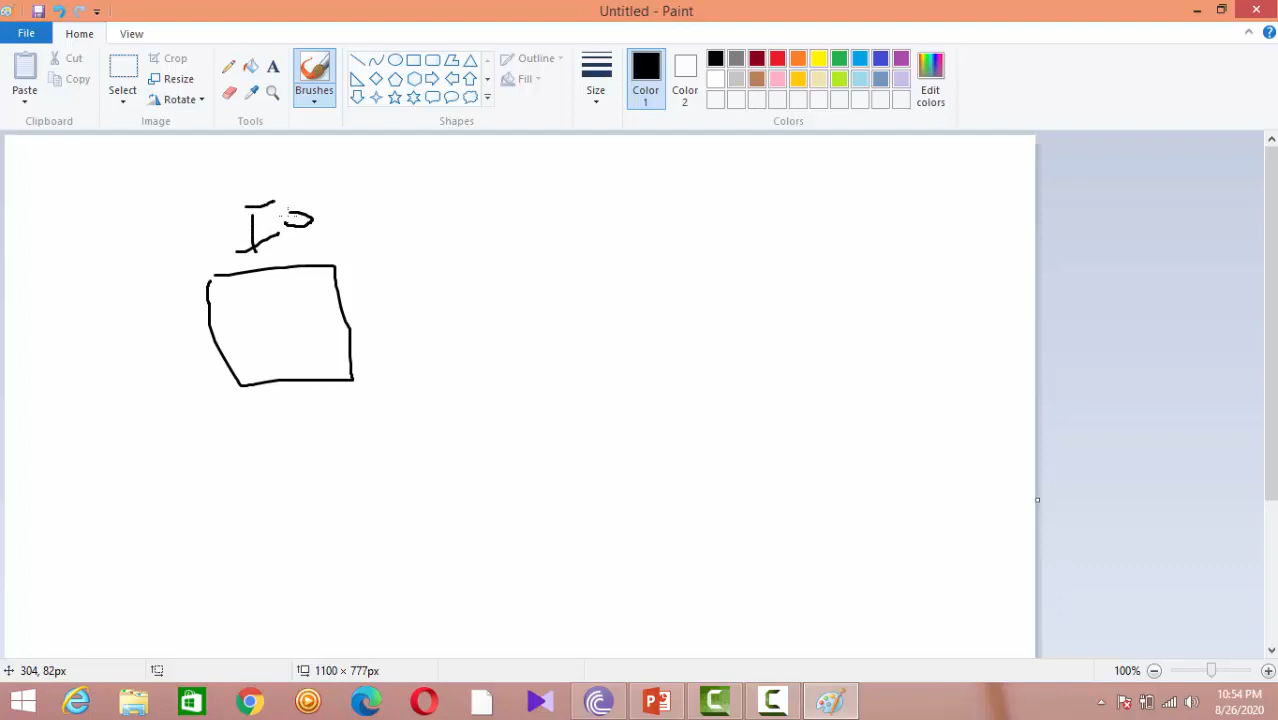 Untitled - Paint
File
Home
View
Paste
Cut
Copy
Clipboard
Select
Crop
Resize
Rotate
Image
A
Tools
Brushes
Outline
Fill
Shapes
Size
Color 1
Color 2
Edit colors
Colors
304, 82px
1100 × 777px
100%
10:54 PM
8/26/2020